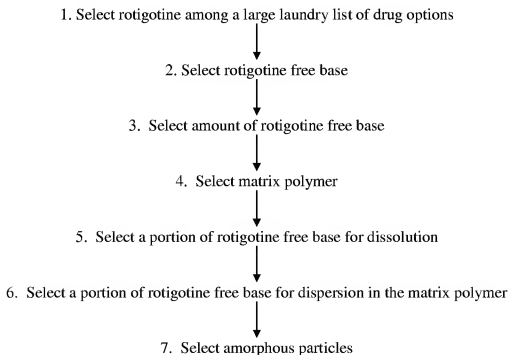 1. Select rotigotine among a large laundry list of drug options
2. Select rotigotine free base
3. Select amount of rotigotine free base
4. Select matrix polymer
5. Select a portion of rotigotine free base for dissolution
6. Select a portion of rotigotine free base for dispersion in the matrix polymer
7. Select amorphous particles